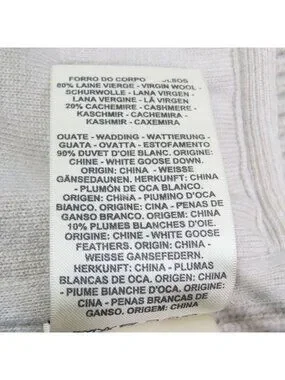 FORRO DO CORPO
80% LAINE VIERGE - VIRGIN WOOL -
SCHURWOLLE - LANA VIRGEN -
LANA VERGINE - LÃ VIRGEN
20% CACHEMIRE - CASHMERE -
KASCHMIR - CACHEMIRA -
KASHMIR - CAXEMIRA
OUATE - WADDING - WATTIERUNG -
GUATA - OVATTA - ESTOFAMENTO
90% DUVET D'OIE BLANC. ORIGINE:
CHINE - WHITE GOOSE DOWN.
ORIGIN: CHINA - WEISSE
GÄNSEDAUNEN. HERKUNFT: CHINA
- PLUMÓN DE OCA BLANCO.
ORIGEN: CHINA - PIUMINO D'OCA
BIANCO. ORIGINE: CINA - PENAS DE
GANSO BRANCO. ORIGEM: CHINA
10% PLUMES BLANCHES D'OIE.
ORIGINE: CHINE - WHITE GOOSE
FEATHERS. ORIGIN: CHINA -
WEISSE GANSEFEDERN.
HERKUNFT: CHINA - PLUMAS
BLANCAS DE OCA. ORIGEN: CHINA
- PIUME BIANCHE D'OCA. ORIGINE:
CINA - PENAS BRANCAS DE
GANSO. ORIGEM: CHINA